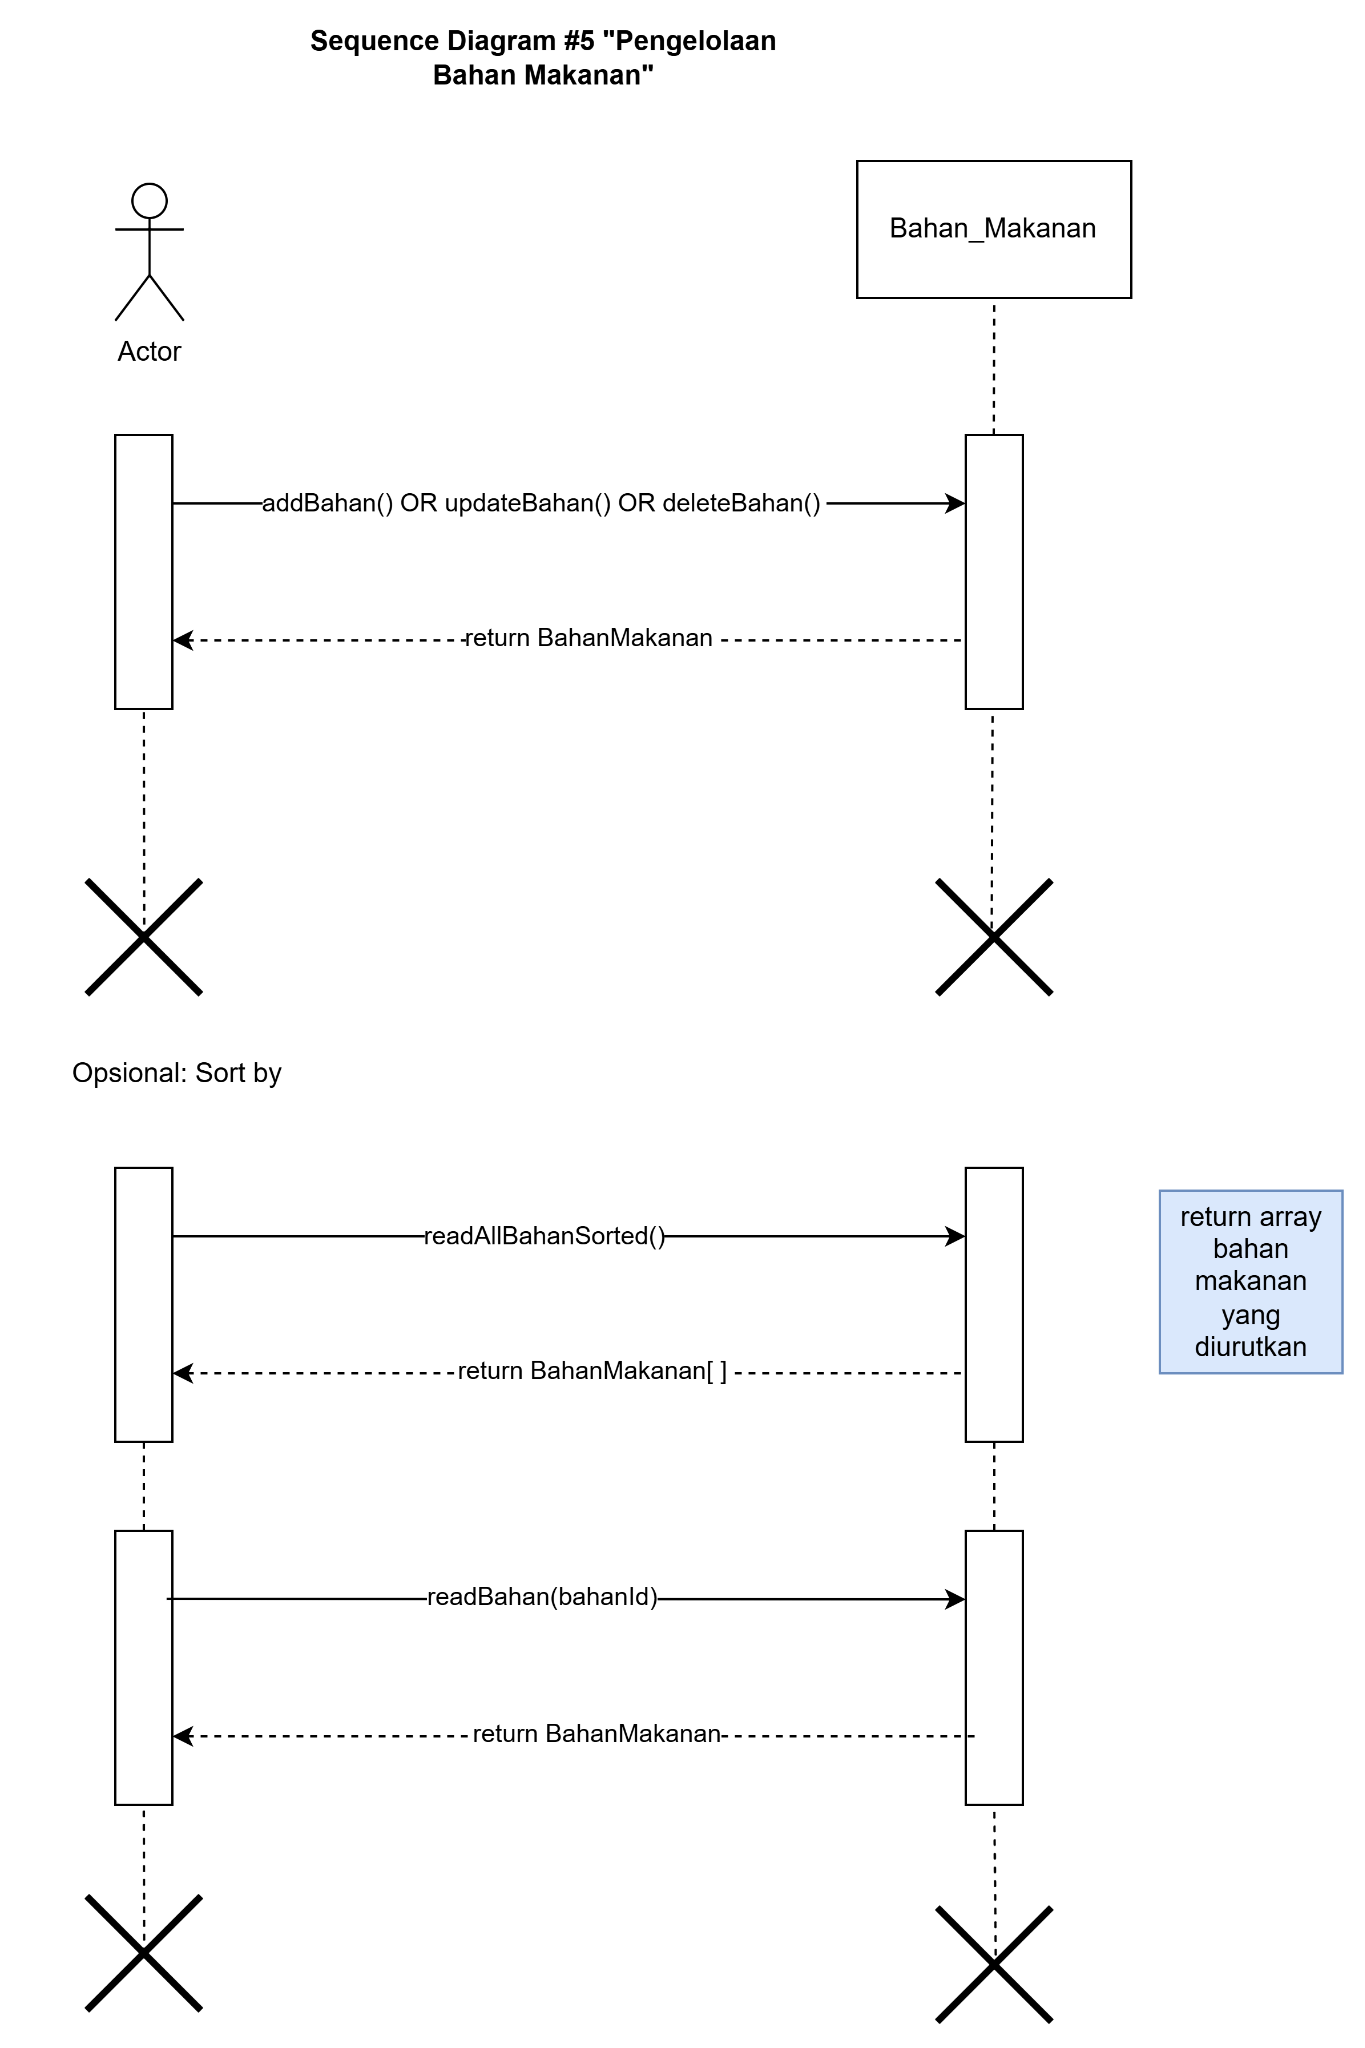 Sequence Diagram #5 "Pengelolaan
Bahan Makanan"
Bahan_Makanan
Actor
addBahan() OR updateBahan() OR deleteBahan()
return BahanMakanan
Opsional: Sort by
readAllBahanSorted()
return BahanMakanan[ ]
return array
bahan
makanan
yang
diurutkan
readBahan(bahanId)
return BahanMakanan